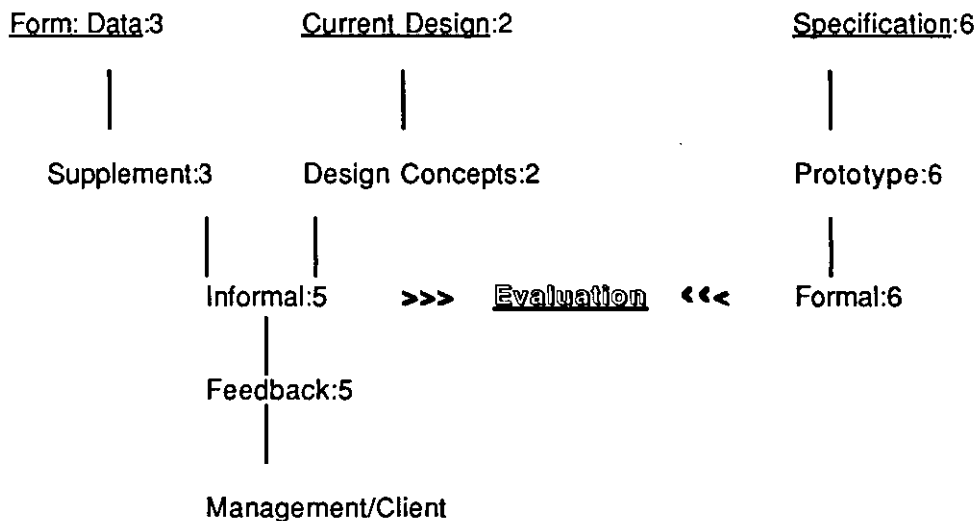 Form: Data:3 Current Design:2 Specification:6
Supplement:3 Design Concepts:2 Prototype:6
Informal:5 >>> Evaluation <<< Formal:6
Feedback:5
Management/Client